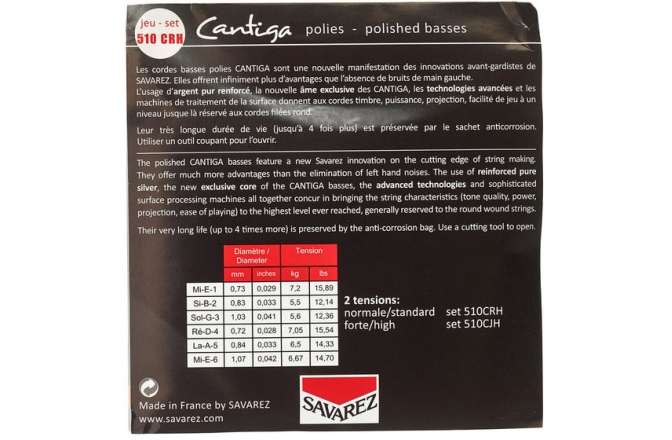 jeu - set
510 CRH
Cantiga polies - polished basses
Les cordes basses polies CANTIGA sont une nouvelle manifestation des innovations avant-gardistes de
SAVAREZ. Elles offrent infiniment plus d'avantages que l'absence de bruits de main gauche.
L'usage d'argent pur renforcé, la nouvelle âme exclusive des CANTIGA, les technologies avancées et les
machines de traitement de la surface donnent aux cordes timbre, puissance, projection, facilité de jeu à un
niveau jusque là réservé aux cordes filées rond.
Leur très longue durée de vie (jusqu'à 4 fois plus) est préservée par le sachet anticorrosion.
Utiliser un outil coupant pour l'ouvrir.
The polished CANTIGA basses feature a new Savarez innovation on the cutting edge of string making.
They offer much more advantages than the elimination of left hand noises. The use of reinforced pure
silver, the new exclusive core of the CANTIGA basses, the advanced technologies and sophisticated
surface processing machines all together concur in bringing the string characteristics (tone quality, power,
projection, ease of playing) to the highest level ever reached, generally reserved to the round wound strings.
Their very long life (up to 4 times more) is preserved by the anti-corrosion bag. Use a cutting tool to open.
Diamètre / Tension
Diameter
mm inches kg lbs
Mi-E-1 0,73 0,029 7,2 15,89
Si-B-2 0,83 0,033 5,5 12,14
Sol-G-3 1,03 0,041 5,6 12,36
Ré-D-4 0,72 0,028 7,05 15,54
La-A-5 0,84 0,033 6,5 14,33
Mi-E-6 1,07 0,042 6,67 14,70
2 tensions:
normale/standard set 510CRH
forte/high set 510CJH
Made in France by SAVAREZ
www.savarez.com
SAVAREZ